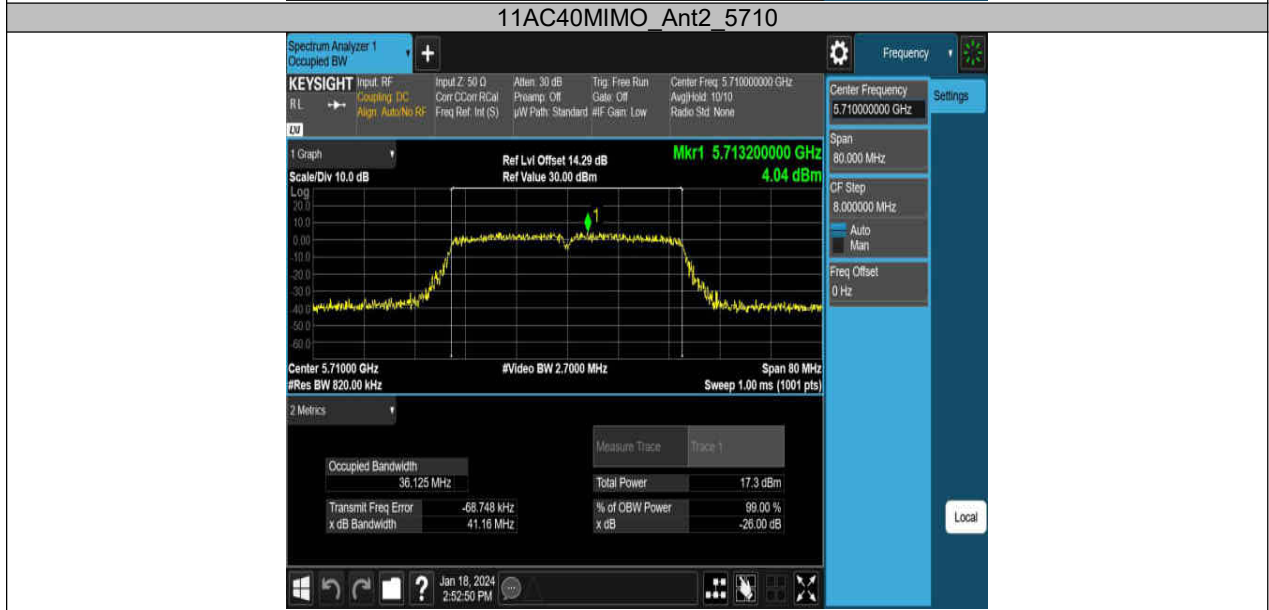 11AC40MIMO_Ant2_5710
Spectrum Analyzer 1
Occupied BW
+
Frequency
KEYSIGHT
RL
LXI
Input: RF
Coupling: DC
Align: Auto/No RF
Input Z: 50 Ω
Corr CCorr RCal
Freq Ref: Int (S)
Atten: 30 dB
Preamp: Off
µW Path: Standard
Trig: Free Run
Gate: Off
#IF Gain: Low
Center Freq: 5.710000000 GHz
Avg|Hold: 10/10
Radio Std: None
Center Frequency
5.710000000 GHz
Settings
Span
80.000 MHz
CF Step
8.000000 MHz
Auto
Man
Freq Offset
0 Hz
Local
1 Graph
Scale/Div 10.0 dB
Ref Lvl Offset 14.29 dB
Ref Value 30.00 dBm
Mkr1 5.713200000 GHz
4.04 dBm
Log
20.0
10.0
0.00
-10.0
-20.0
-30.0
-40.0
-50.0
-60.0
1
Center 5.71000 GHz
#Video BW 2.7000 MHz
Span 80 MHz
#Res BW 820.00 kHz
Sweep 1.00 ms (1001 pts)
2 Metrics
Measure Trace
Trace 1
Occupied Bandwidth
36.125 MHz
Total Power
17.3 dBm
Transmit Freq Error
-68.748 kHz
% of OBW Power
99.00 %
x dB Bandwidth
41.16 MHz
x dB
-26.00 dB
?
Jan 18, 2024
2:52:50 PM